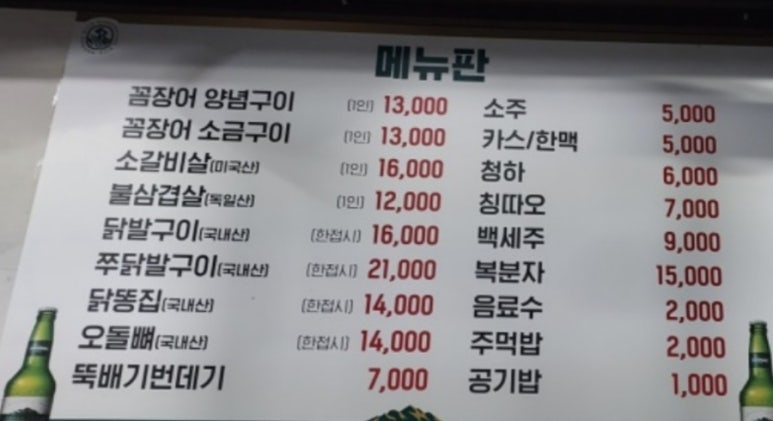 메뉴판
꼼장어 양념구이 (1인) 13,000
꼼장어 소금구이 (1인) 13,000
소갈비살(미국산) (1인) 16,000
불삼겹살(독일산) (1인) 12,000
닭발구이(국내산) (한접시) 16,000
쭈닭발구이(국내산) (한접시) 21,000
닭똥집(국내산) (한접시) 14,000
오돌뼈(국내산) (한접시) 14,000
뚝배기번데기 7,000
소주 5,000
카스/한맥 5,000
청하 6,000
칭따오 7,000
백세주 9,000
복분자 15,000
음료수 2,000
주먹밥 2,000
공기밥 1,000